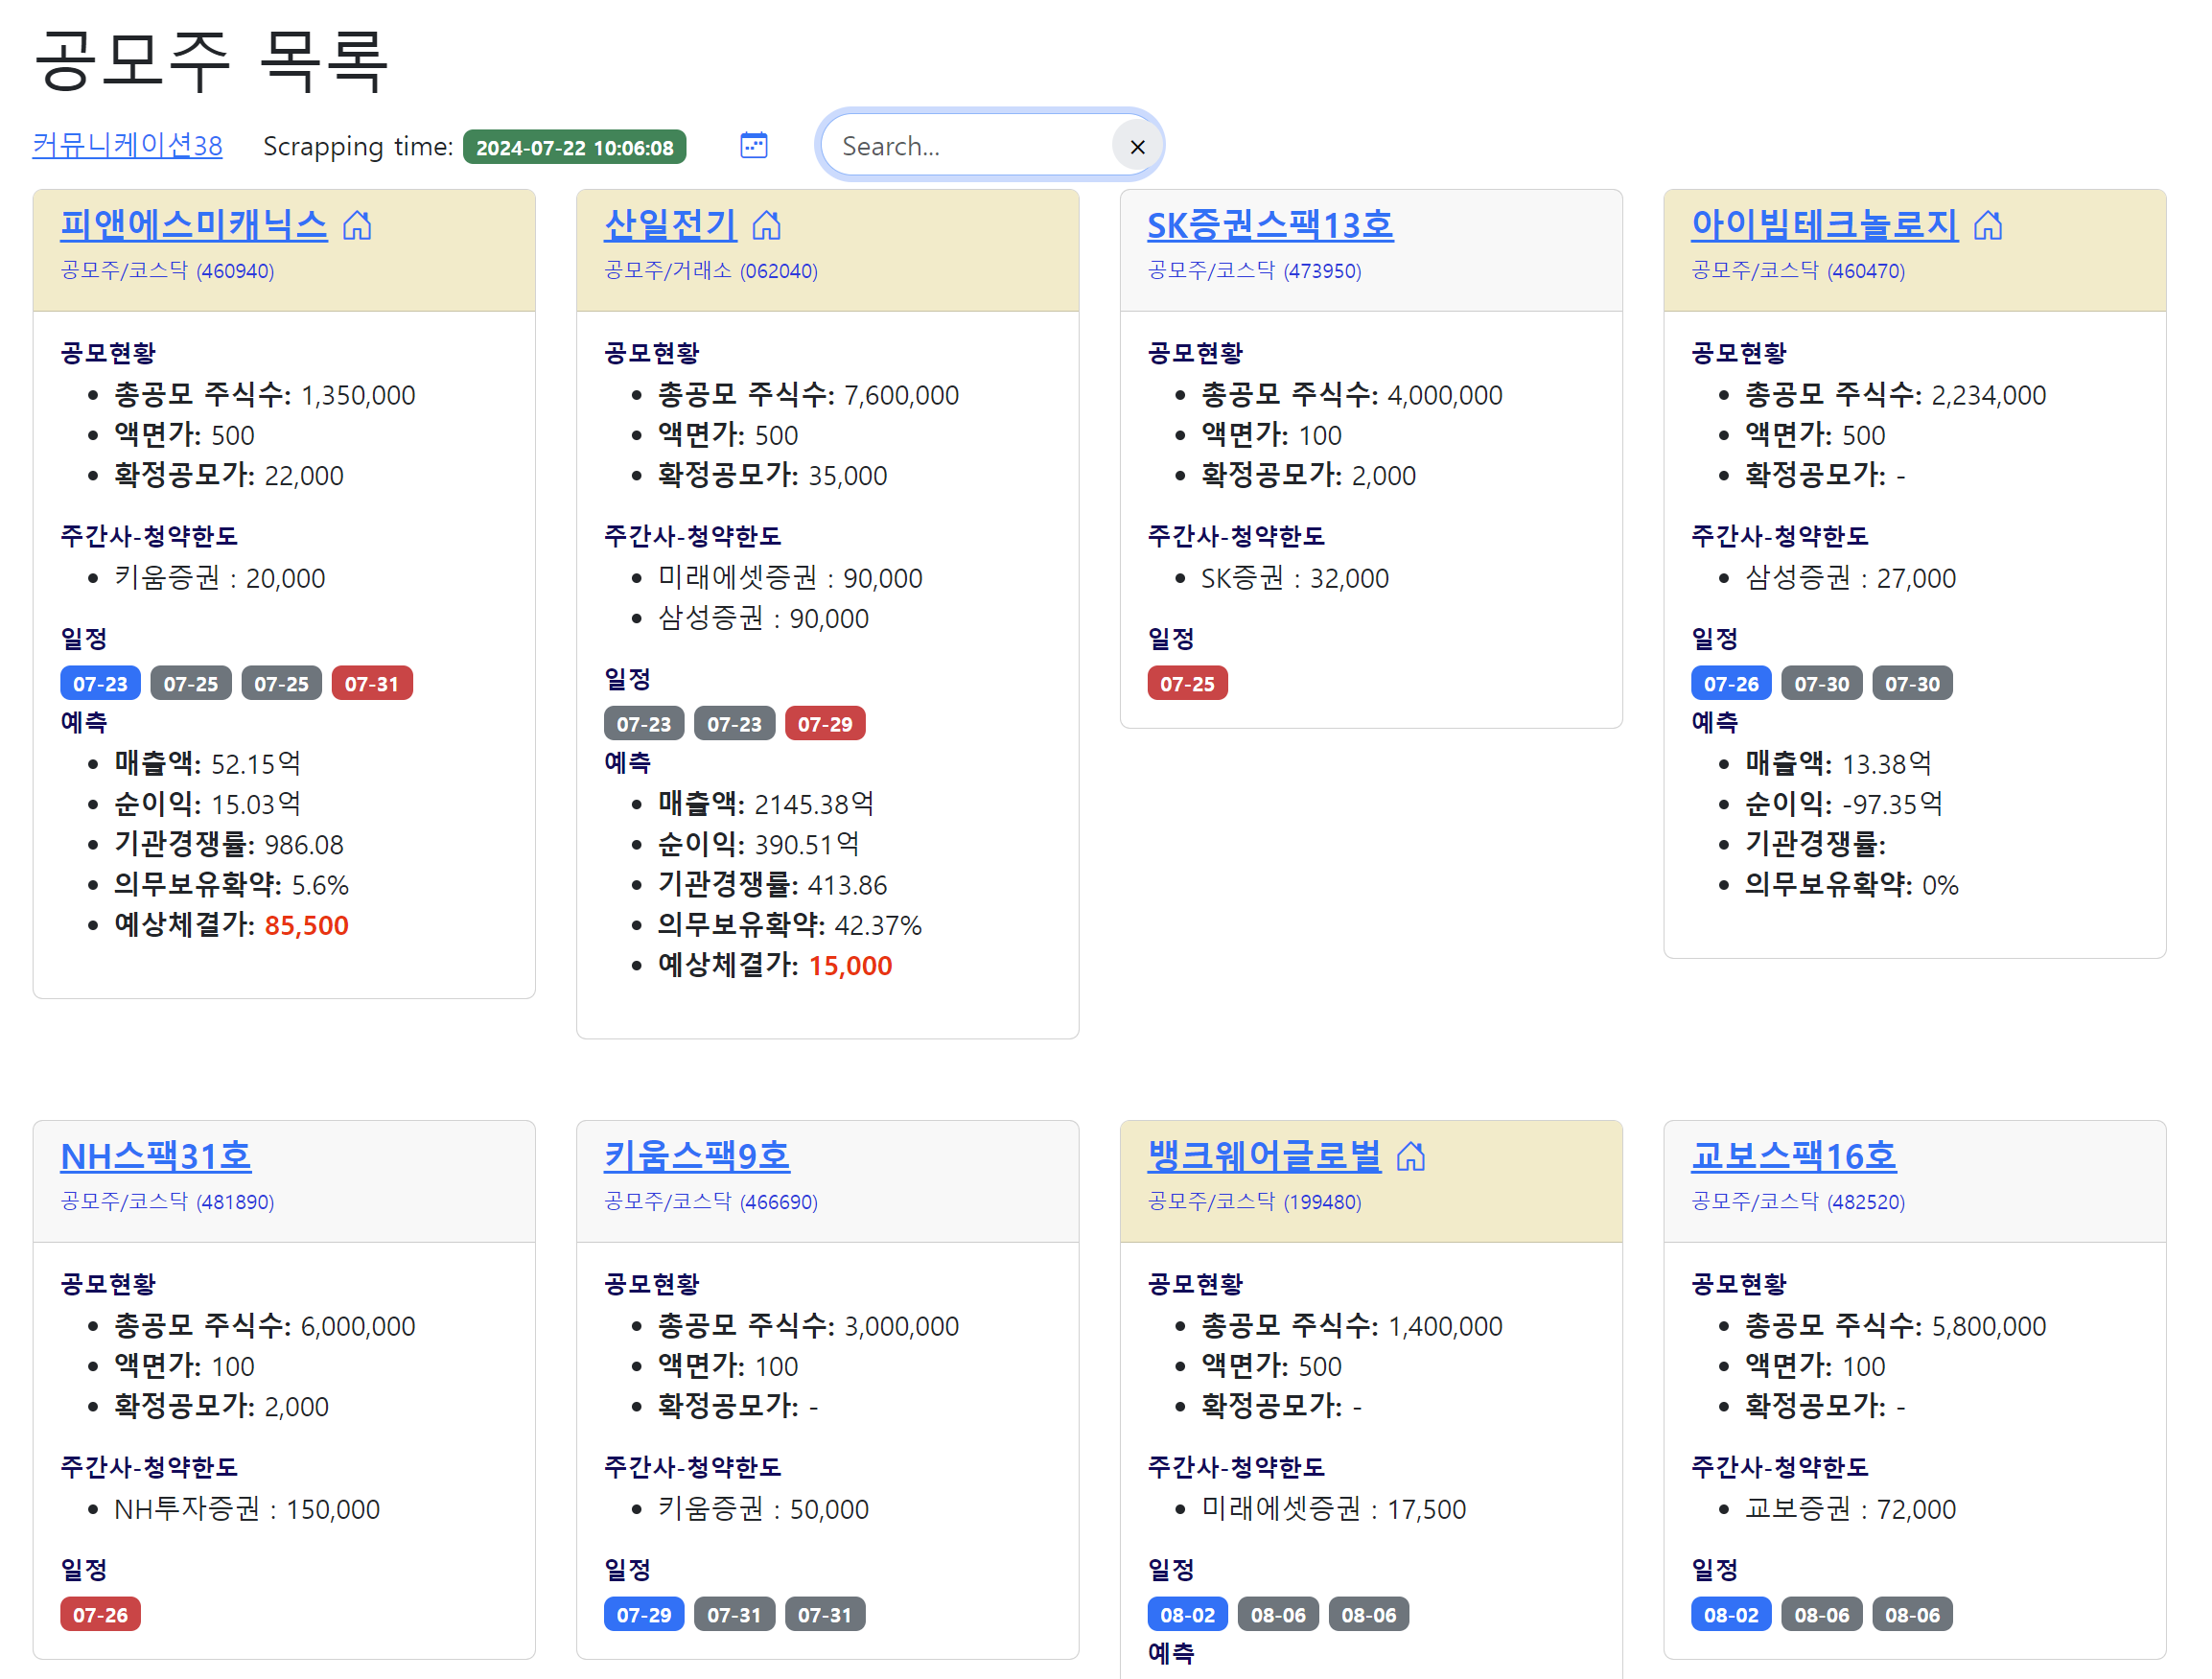 공모주 목록
커뮤니케이션38 Scrapping time: 2024-07-22 10:06:08 Search... ×
피앤에스미캐닉스
공모주/코스닥 (460940)
공모현황
총공모 주식수: 1,350,000
액면가: 500
확정공모가: 22,000
주간사-청약한도
키움증권 : 20,000
일정
07-23 07-25 07-25 07-31
예측
매출액: 52.15억
순이익: 15.03억
기관경쟁률: 986.08
의무보유확약: 5.6%
예상체결가: 85,500
산일전기
공모주/거래소 (062040)
공모현황
총공모 주식수: 7,600,000
액면가: 500
확정공모가: 35,000
주간사-청약한도
미래에셋증권 : 90,000
삼성증권 : 90,000
일정
07-23 07-23 07-29
예측
매출액: 2145.38억
순이익: 390.51억
기관경쟁률: 413.86
의무보유확약: 42.37%
예상체결가: 15,000
SK증권스팩13호
공모주/코스닥 (473950)
공모현황
총공모 주식수: 4,000,000
액면가: 100
확정공모가: 2,000
주간사-청약한도
SK증권 : 32,000
일정
07-25
아이빔테크놀로지
공모주/코스닥 (460470)
공모현황
총공모 주식수: 2,234,000
액면가: 500
확정공모가: -
주간사-청약한도
삼성증권 : 27,000
일정
07-26 07-30 07-30
예측
매출액: 13.38억
순이익: -97.35억
기관경쟁률:
의무보유확약: 0%
NH스팩31호
공모주/코스닥 (481890)
공모현황
총공모 주식수: 6,000,000
액면가: 100
확정공모가: 2,000
주간사-청약한도
NH투자증권 : 150,000
일정
07-26
키움스팩9호
공모주/코스닥 (466690)
공모현황
총공모 주식수: 3,000,000
액면가: 100
확정공모가: -
주간사-청약한도
키움증권 : 50,000
일정
07-29 07-31 07-31
뱅크웨어글로벌
공모주/코스닥 (199480)
공모현황
총공모 주식수: 1,400,000
액면가: 500
확정공모가: -
주간사-청약한도
미래에셋증권 : 17,500
일정
08-02 08-06 08-06
예측
교보스팩16호
공모주/코스닥 (482520)
공모현황
총공모 주식수: 5,800,000
액면가: 100
확정공모가: -
주간사-청약한도
교보증권 : 72,000
일정
08-02 08-06 08-06